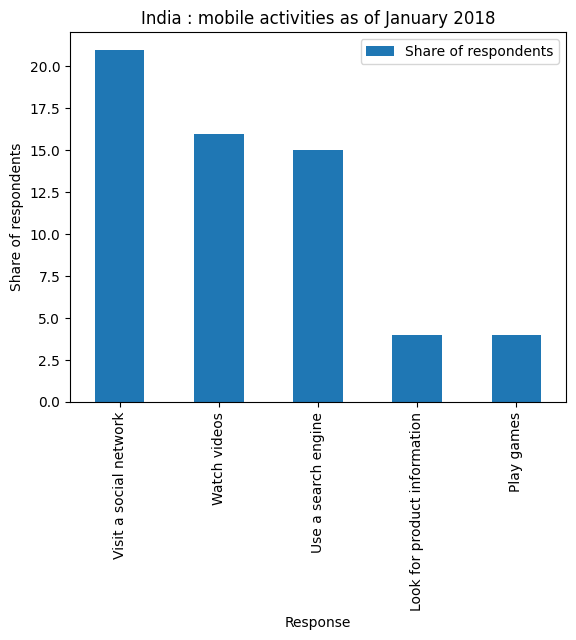 India : mobile activities as of January 2018
Share of respondents
Share of respondents
20.0
17.5
15.0
12.5
10.0
7.5
5.0
2.5
0.0
Visit a social network
Watch videos
Use a search engine
Look for product information
Play games
Response